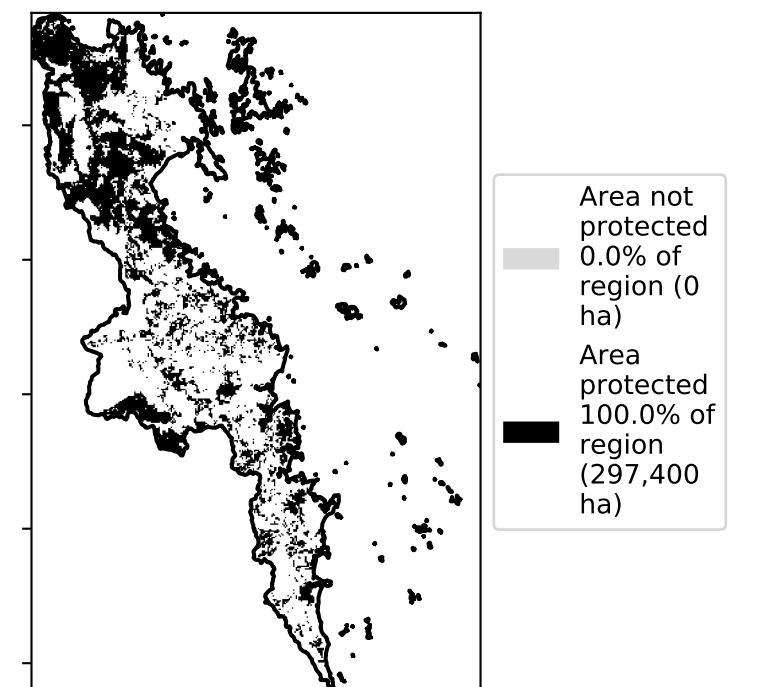 Area not
protected
0.0% of
region (0
ha)
Area
protected
100.0% of
region
(297,400
ha)